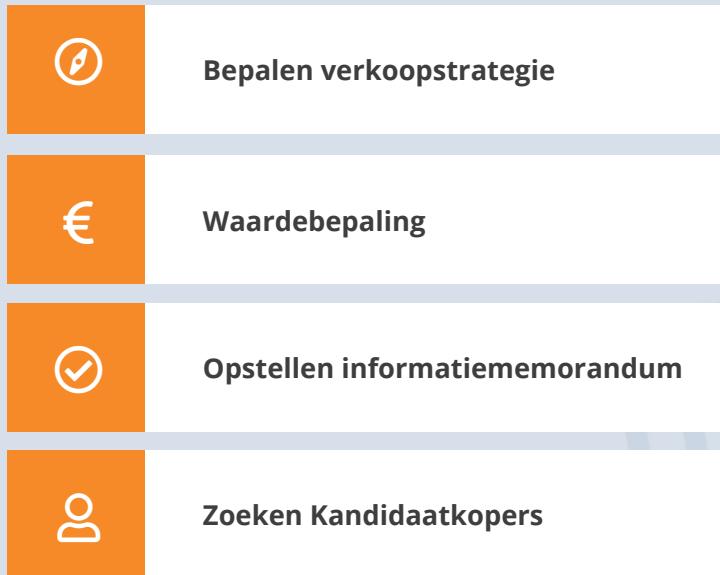 Bepalen verkoopstrategie
€
Waardebepaling
Opstellen informatiememorandum
Zoeken Kandidaatkopers